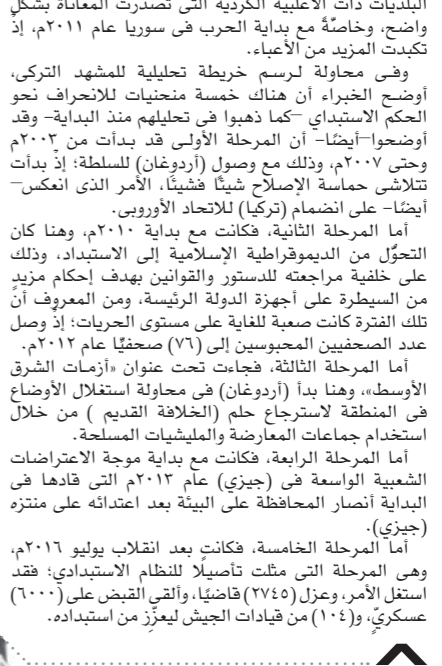 البلديات ذات الأغلبية الكردية التى تصدرت المعاناة بشكلٍ
واضح، وخاصّةً مع بداية الحرب فى سوريا عام ٢٠١١م، إذ
تكبدت المزيد من الأعباء.
وفى محاولة لرسم خريطة تحليلية للمشهد التركى،
أوضح الخبراء أن هناك خمسة منحنيات للانحراف نحو
الحكم الاستبداي –كما ذهبوا فى تحليلهم منذ البداية– وقد
أوضحوا–أيضًا– أن المرحلة الأولى قد بدأت من ٢٠٠٣م
وحتى ٢٠٠٧م، وذلك مع وصول (أردوغان) للسلطة؛ إذْ بدأت
تتلاشى حماسة الإصلاح شيئًا فشيئًا، الأمر الذى انعكس–
أيضًا– على انضمام (تركيا) للاتحاد الأوروبى.
أما المرحلة الثانية، فكانت مع بداية ٢٠١٠م، وهنا كان
التحوّل من الديموقراطية الإسلامية إلى الاستبداد، وذلك
على خلفية مراجعته للدستور والقوانين بهدف إحكام مزيدٍ
من السيطرة على أجهزة الدولة الرئيسة، ومن المعروف أن
تلك الفترة كانت صعبة للغاية على مستوى الحريات؛ إذْ وصل
عدد الصحفيين المحبوسين إلى (٧٦) صحفيًّا عام ٢٠١٢م.
أما المرحلة الثالثة، فجاءت تحت عنوان «أزمات الشرق
الأوسط»، وهنا بدأ (أردوغان) فى محاولة استغلال الأوضاع
فى المنطقة لاسترجاع حلم (الخلافة القديم ) من خلال
استخدام جماعات المعارضة والمليشيات المسلحة.
أما المرحلة الرابعة، فكانت مع بداية موجة الاعتراضات
الشعبية الواسعة فى (جيزي) عام ٢٠١٣م التى قادها فى
البداية أنصار المحافظة على البيئة بعد اعتدائه على منتزه
(جيزي).
أما المرحلة الخامسة، فكانت بعد انقلاب يوليو ٢٠١٦م،
وهى المرحلة التى مثلت تأصيلًا للنظام الاستبدادي؛ فقد
استغل الأمر، وعزل (٢٧٤٥) قاضيًا، وألقى القبض على (٦٠٠٠)
عسكريّ، و(١٠٤) من قيادات الجيش ليعزّز من استبداده.